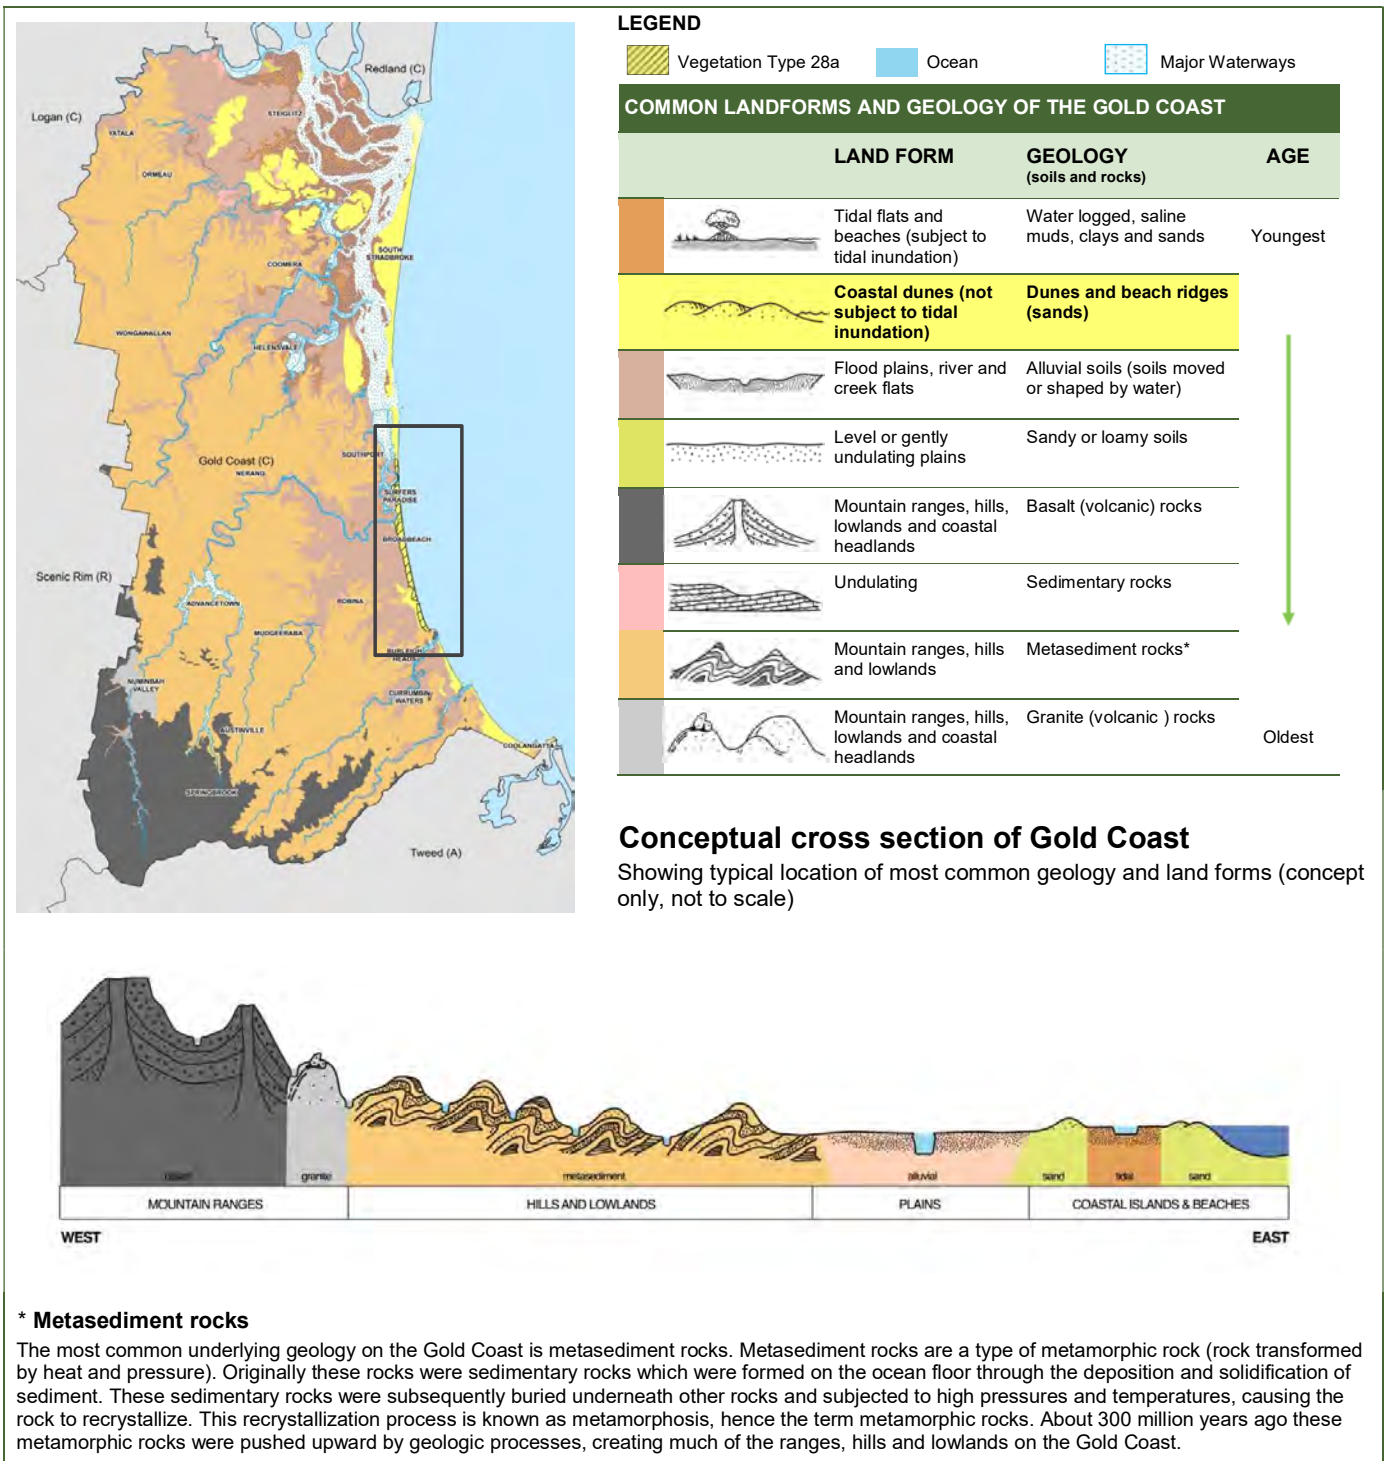 LEGEND
Vegetation Type 28a
Ocean
Major Waterways
Redland (C)
Logan (C)
YATALA
STEIGLITZ
ORMEAU
SOUTH
STRADBROKE
COOMERA
WONGAWALLAN
HELENSVALE
SOUTHPORT
Gold Coast (C)
NERANG
SURFERS
PARADISE
BROADBEACH
Scenic Rim (R)
ADVANCETOWN
ROBINA
MUDGEERABA
BURLEIGH
HEADS
NUMINBAH
VALLEY
CURRUMBIN
WATERS
AUSTINVILLE
COOLANGATTA
SPRINGBROOK
Tweed (A)
COMMON LANDFORMS AND GEOLOGY OF THE GOLD COAST
LAND FORM
GEOLOGY
(soils and rocks)
AGE
Tidal flats and
beaches (subject to
tidal inundation)
Water logged, saline
muds, clays and sands
Youngest
Coastal dunes (not
subject to tidal
inundation)
Dunes and beach ridges
(sands)
Flood plains, river and
creek flats
Alluvial soils (soils moved
or shaped by water)
Level or gently
undulating plains
Sandy or loamy soils
Mountain ranges, hills,
lowlands and coastal
headlands
Basalt (volcanic) rocks
Undulating
Sedimentary rocks
Mountain ranges, hills
and lowlands
Metasediment rocks*
Mountain ranges, hills,
lowlands and coastal
headlands
Granite (volcanic ) rocks
Oldest
Conceptual cross section of Gold Coast
Showing typical location of most common geology and land forms (concept
only, not to scale)
granite
metasediment
alluvial
sand
tidal
sand
MOUNTAIN RANGES
HILLS AND LOWLANDS
PLAINS
COASTAL ISLANDS & BEACHES
WEST
EAST
* Metasediment rocks
The most common underlying geology on the Gold Coast is metasediment rocks. Metasediment rocks are a type of metamorphic rock (rock transformed
by heat and pressure). Originally these rocks were sedimentary rocks which were formed on the ocean floor through the deposition and solidification of
sediment. These sedimentary rocks were subsequently buried underneath other rocks and subjected to high pressures and temperatures, causing the
rock to recrystallize. This recrystallization process is known as metamorphosis, hence the term metamorphic rocks. About 300 million years ago these
metamorphic rocks were pushed upward by geologic processes, creating much of the ranges, hills and lowlands on the Gold Coast.